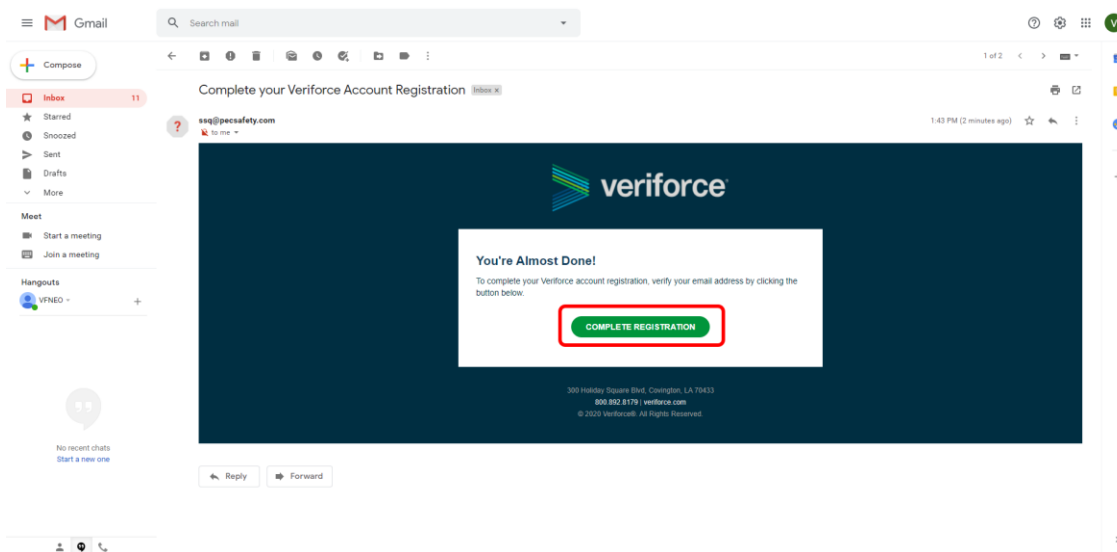 Gmail
Search mail
Compose
1 of 2
Inbox
11
Starred
Snoozed
Sent
Drafts
More
Meet
Start a meeting
Join a meeting
Hangouts
VFNEO
No recent chats
Start a new one
Complete your Veriforce Account Registration Inbox x
ssq@pecsafety.com
to me
1:43 PM (2 minutes ago)
veriforce
You're Almost Done!
To complete your Veriforce account registration, verify your email address by clicking the
button below.
COMPLETE REGISTRATION
300 Holiday Square Blvd, Covington, LA 70433
800.892.8179 | veriforce.com
© 2020 Veriforce®. All Rights Reserved.
Reply
Forward